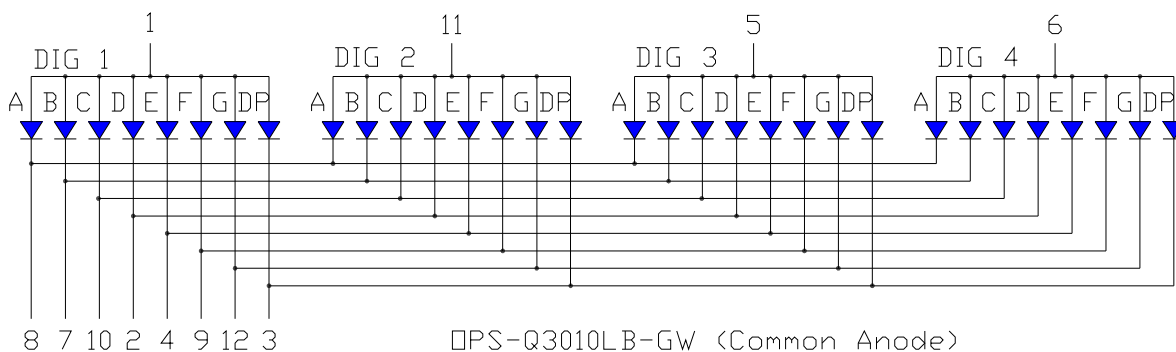 1 11 5 6
DIG 1 DIG 2 DIG 3 DIG 4
A B C D E F G DP A B C D E F G DP A B C D E F G DP A B C D E F G DP
8 7 10 2 4 9 12 3 OPS-Q3010LB-GW (Common Anode)